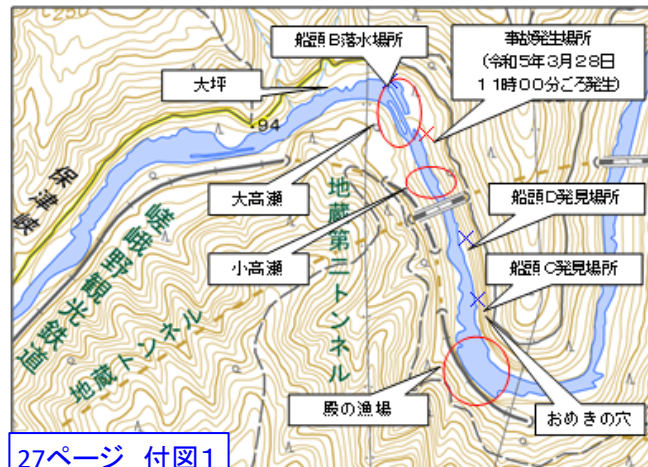 船頭B落水場所
事故発生場所
(令和5年3月28日
11時00分ごろ発生)
大坪
94
保津峡
大高瀬
船頭D発見場所
小高瀬
地蔵第二トンネル
嵯峨野観光鉄道
船頭C発見場所
地蔵トンネル
殿の漁場
おめきの穴
27ページ 付図1